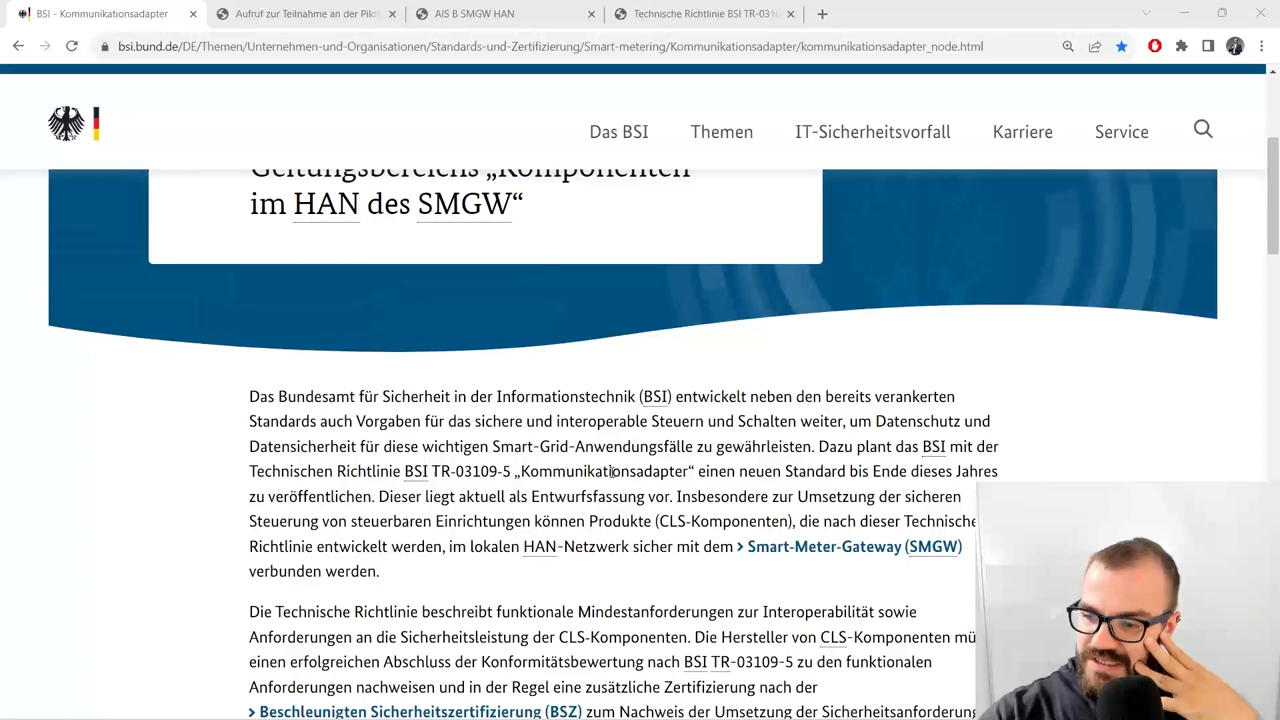 BSI - Kommunikationsadapter
Aufruf zur Teilnahme an der Pilot
AIS B SMGW HAN
Technische Richtlinie BSI TR-0310
bsi.bund.de/DE/Themen/Unternehmen-und-Organisationen/Standards-und-Zertifizierung/Smart-metering/Kommunikationsadapter/kommunikationsadapter_node.html
Das BSI
Themen
IT-Sicherheitsvorfall
Karriere
Service
Geltungsbereichs „Komponenten
im HAN des SMGW“
Das Bundesamt für Sicherheit in der Informationstechnik (BSI) entwickelt neben den bereits verankerten
Standards auch Vorgaben für das sichere und interoperable Steuern und Schalten weiter, um Datenschutz und
Datensicherheit für diese wichtigen Smart-Grid-Anwendungsfälle zu gewährleisten. Dazu plant das BSI mit der
Technischen Richtlinie BSI TR-03109-5 „Kommunikationsadapter“ einen neuen Standard bis Ende dieses Jahres
zu veröffentlichen. Dieser liegt aktuell als Entwurfsfassung vor. Insbesondere zur Umsetzung der sicheren
Steuerung von steuerbaren Einrichtungen können Produkte (CLS-Komponenten), die nach dieser Technische
Richtlinie entwickelt werden, im lokalen HAN-Netzwerk sicher mit dem Smart-Meter-Gateway (SMGW)
verbunden werden.
Die Technische Richtlinie beschreibt funktionale Mindestanforderungen zur Interoperabilität sowie
Anforderungen an die Sicherheitsleistung der CLS-Komponenten. Die Hersteller von CLS-Komponenten mü
einen erfolgreichen Abschluss der Konformitätsbewertung nach BSI TR-03109-5 zu den funktionalen
Anforderungen nachweisen und in der Regel eine zusätzliche Zertifizierung nach der
Beschleunigten Sicherheitszertifizierung (BSZ) zum Nachweis der Umsetzung der Sicherheitsanforderung